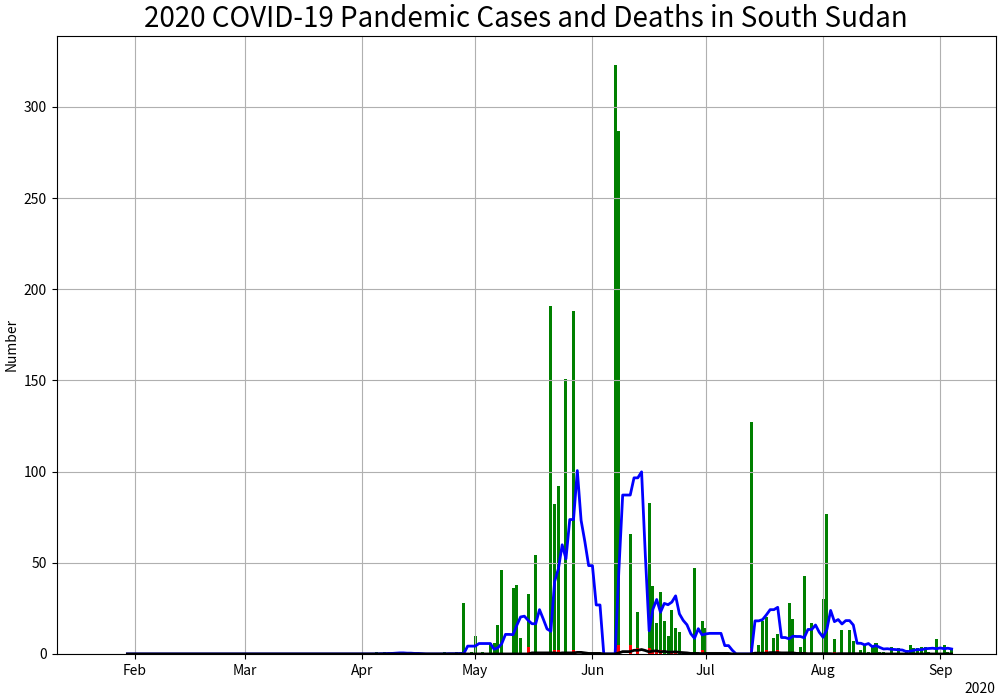 2020 COVID-19 Pandemic Cases and Deaths in South Sudan
Number
300
250
200
150
100
50
0
Feb Mar Apr May Jun Jul Aug Sep
2020